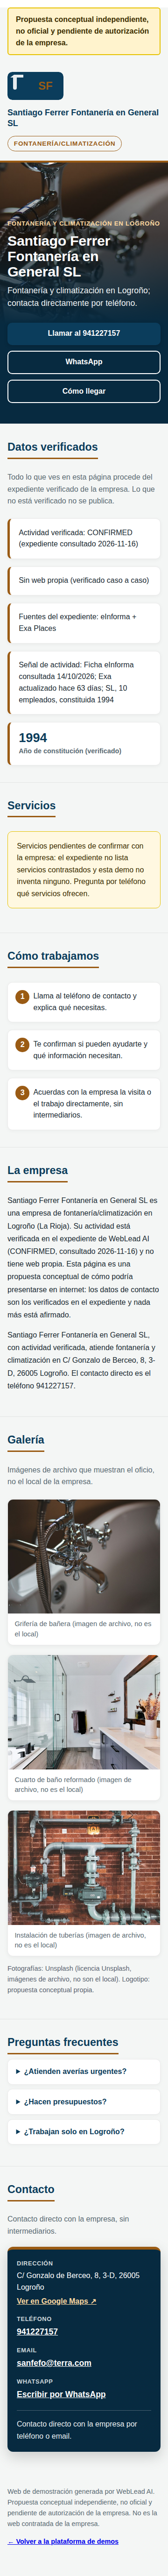 Propuesta conceptual independiente,
no oficial y pendiente de autorización
de la empresa.
SF
Santiago Ferrer Fontanería en General
SL
FONTANERÍA/CLIMATIZACIÓN
FONTANERÍA Y CLIMATIZACIÓN EN LOGROÑO
Santiago Ferrer
Fontanería en
General SL
Fontanería y climatización en Logroño;
contacta directamente por teléfono.
Llamar al 941227157
WhatsApp
Cómo llegar
Datos verificados
Todo lo que ves en esta página procede del
expediente verificado de la empresa. Lo que
no está verificado no se publica.
Actividad verificada: CONFIRMED
(expediente consultado 2026-11-16)
Sin web propia (verificado caso a caso)
Fuentes del expediente: eInforma +
Exa Places
Señal de actividad: Ficha eInforma
consultada 14/10/2026; Exa
actualizado hace 63 días; SL, 10
empleados, constituida 1994
1994
Año de constitución (verificado)
Servicios
Servicios pendientes de confirmar con
la empresa: el expediente no lista
servicios contrastados y esta demo no
inventa ninguno. Pregunta por teléfono
qué servicios ofrecen.
Cómo trabajamos
1 Llama al teléfono de contacto y
explica qué necesitas.
2 Te confirman si pueden ayudarte y
qué información necesitan.
3 Acuerdas con la empresa la visita o
el trabajo directamente, sin
intermediarios.
La empresa
Santiago Ferrer Fontanería en General SL es
una empresa de fontanería/climatización en
Logroño (La Rioja). Su actividad está
verificada en el expediente de WebLead AI
(CONFIRMED, consultado 2026-11-16) y no
tiene web propia. Esta página es una
propuesta conceptual de cómo podría
presentarse en internet: los datos de contacto
son los verificados en el expediente y nada
más está afirmado.
Santiago Ferrer Fontanería en General SL,
con actividad verificada, atiende fontanería y
climatización en C/ Gonzalo de Berceo, 8, 3-
D, 26005 Logroño. El contacto directo es el
teléfono 941227157.
Galería
Imágenes de archivo que muestran el oficio,
no el local de la empresa.
Grifería de bañera (imagen de archivo, no es
el local)
Cuarto de baño reformado (imagen de
archivo, no es el local)
Instalación de tuberías (imagen de archivo,
no es el local)
Fotografías: Unsplash (licencia Unsplash,
imágenes de archivo, no son el local). Logotipo:
propuesta conceptual propia.
Preguntas frecuentes
¿Atienden averías urgentes?
¿Hacen presupuestos?
¿Trabajan solo en Logroño?
Contacto
Contacto directo con la empresa, sin
intermediarios.
DIRECCIÓN
C/ Gonzalo de Berceo, 8, 3-D, 26005
Logroño
Ver en Google Maps ↗
TELÉFONO
941227157
EMAIL
sanfefo@terra.com
WHATSAPP
Escribir por WhatsApp
Contacto directo con la empresa por
teléfono o email.
Web de demostración generada por WebLead AI.
Propuesta conceptual independiente, no oficial y
pendiente de autorización de la empresa. No es la
web contratada de la empresa.
← Volver a la plataforma de demos